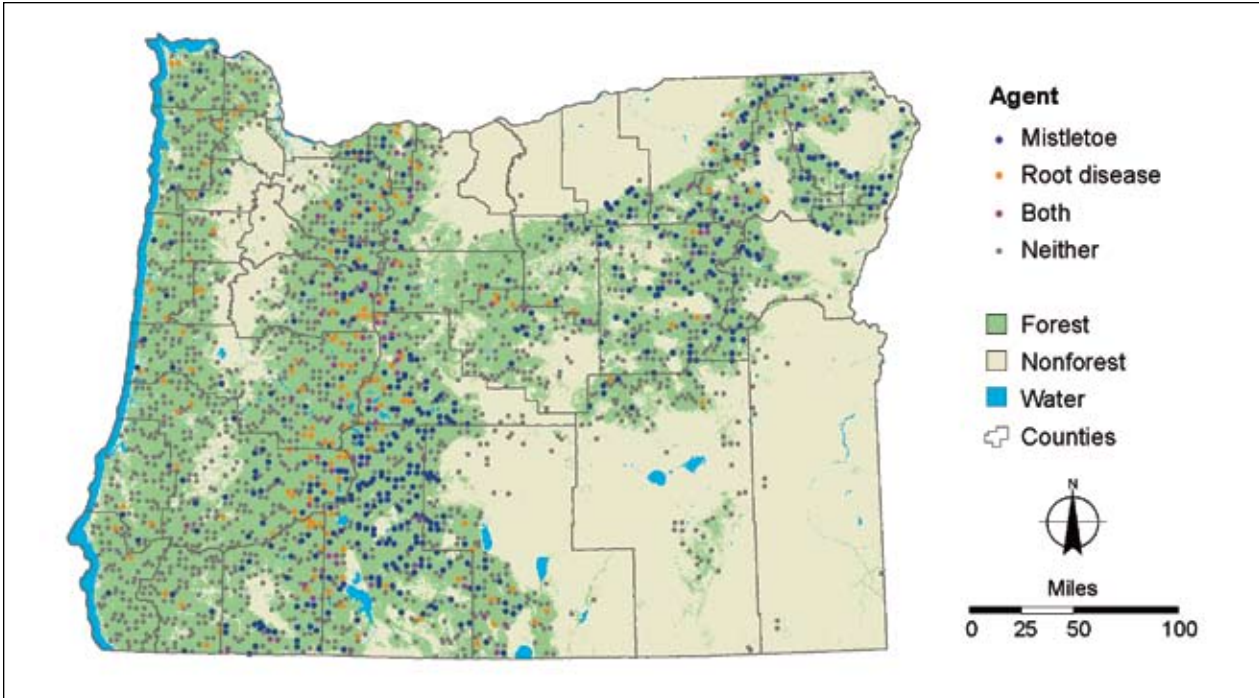 Agent
Mistletoe
Root disease
Both
Neither
Forest
Nonforest
Water
Counties
N
Miles
0 25 50 100